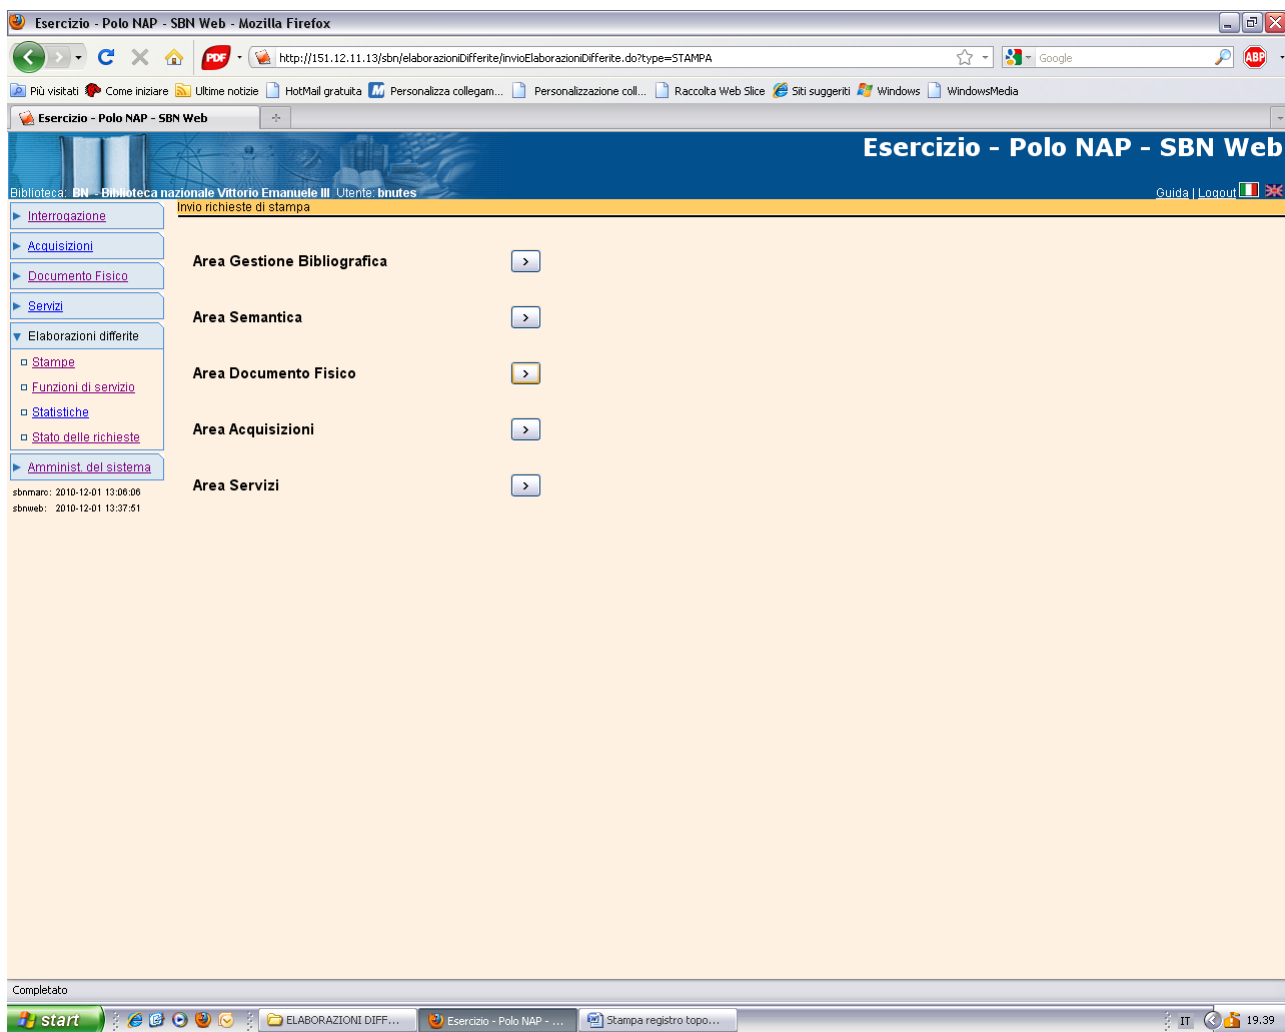 Esercizio - Polo NAP - SBN Web - Mozilla Firefox
PDF
http://151.12.11.13/sbn/elaborazioniDifferite/invioElaborazioniDifferite.do?type=STAMPA
Google
ABP
Più visitati Come iniziare Ultime notizie HotMail gratuita Personalizza collegam... Personalizzazione coll... Raccolta Web Slice Siti suggeriti Windows WindowsMedia
Esercizio - Polo NAP - SBN Web
Esercizio - Polo NAP - SBN Web
Biblioteca: BN - Biblioteca nazionale Vittorio Emanuele III Utente: bnutes
Guida | Logout
Invio richieste di stampa
Interrogazione
Acquisizioni
Documento Fisico
Servizi
Elaborazioni differite
Stampe
Funzioni di servizio
Statistiche
Stato delle richieste
Amminist. del sistema
sbnmarc: 2010-12-01 13:06:06
sbnweb: 2010-12-01 13:37:51
Area Gestione Bibliografica >
Area Semantica >
Area Documento Fisico >
Area Acquisizioni >
Area Servizi >
Completato
start
ELABORAZIONI DIFF...
Esercizio - Polo NAP - ...
Stampa registro topo...
IT
19.39